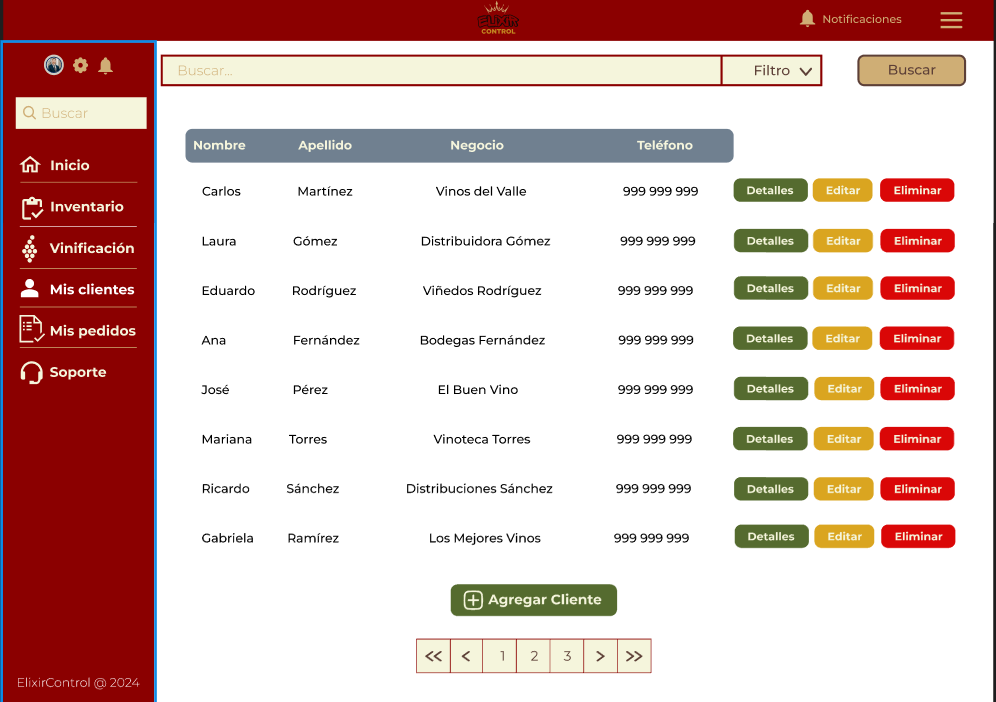 ELIXIR
CONTROL
Notificaciones
Buscar
Inicio
Inventario
Vinificación
Mis clientes
Mis pedidos
Soporte
ElixirControl @ 2024
Buscar... Filtro Buscar
Nombre Apellido Negocio Teléfono
Carlos Martínez Vinos del Valle 999 999 999 Detalles Editar Eliminar
Laura Gómez Distribuidora Gómez 999 999 999 Detalles Editar Eliminar
Eduardo Rodríguez Viñedos Rodríguez 999 999 999 Detalles Editar Eliminar
Ana Fernández Bodegas Fernández 999 999 999 Detalles Editar Eliminar
José Pérez El Buen Vino 999 999 999 Detalles Editar Eliminar
Mariana Torres Vinoteca Torres 999 999 999 Detalles Editar Eliminar
Ricardo Sánchez Distribuciones Sánchez 999 999 999 Detalles Editar Eliminar
Gabriela Ramírez Los Mejores Vinos 999 999 999 Detalles Editar Eliminar
Agregar Cliente
<< < 1 2 3 > >>